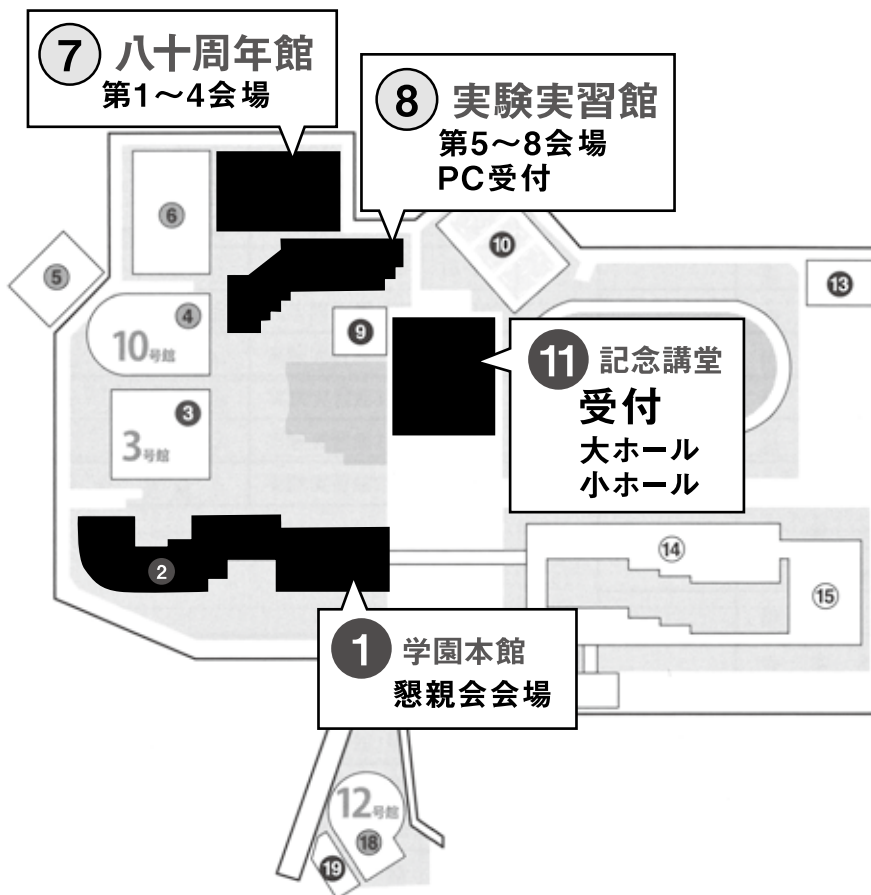 7 八十周年館
第1～4会場
8 実験実習館
第5～8会場
PC受付
6
5
10
13
4
10号館
9
11 記念講堂
受付
大ホール
小ホール
3
3号館
2
14
15
1 学園本館
懇親会会場
12号館
18
19